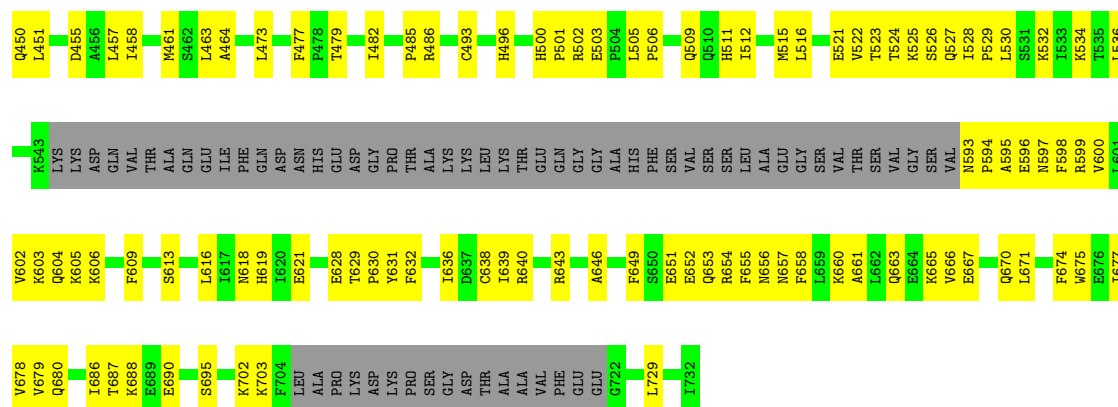 Q450 L451 D455 A456 L457 I458 M461 S462 L463 A464 L473 F477 P478 T479 I482 P485 R486 C493 H496 H500 P501 R502 E503 P504 L505 P506 Q509 Q510 H511 I512 M515 L516 E521 V522 T523 T524 K525 S526 Q527 I528 P529 L530 S531 K532 I533 K534 T535 L536
K543 LYS LYS ASP GLN VAL THR ALA GLN GLU ILE PHE GLN ASP ASN HIS GLU ASP GLY PRO THR ALA LYS LYS LEU LYS THR GLU GLN GLY GLY ALA HIS PHE SER VAL SER SER LEU ALA GLU GLY SER VAL THR SER VAL GLY SER VAL N593 P594 A595 E596 N597 F598 R599 V600 L601
V602 K603 Q604 K605 K606 F609 S613 L616 I617 N618 H619 I620 E621 E628 T629 P630 Y631 F632 I636 D637 C638 I639 R640 R643 A646 F649 S650 E651 E652 Q653 R654 F655 N656 N657 F658 L659 K660 A661 L662 Q663 E664 K665 V666 E667 Q670 L671 F674 W675 E676 I677
V678 V679 Q680 I686 T687 K688 E689 E690 S695 K702 K703 F704 LEU ALA PRO LYS ASP LYS PRO SER GLY ASP THR ALA ALA VAL PHE GLU GLU G722 L729 I732